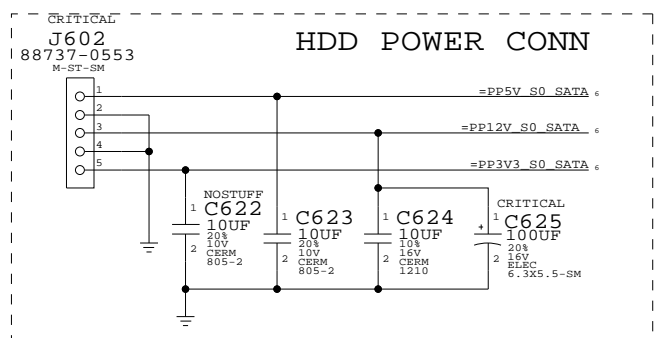 CRITICAL
J602
88737-0553
M-ST-SM
HDD POWER CONN
1
2
3
4
5
=PP5V_S0_SATA 6
=PP12V_S0_SATA 6
=PP3V3_S0_SATA 6
NOSTUFF
1 C622
10UF
20%
10V
2 CERM
805-2
1 C623
10UF
20%
10V
2 CERM
805-2
1 C624
10UF
10%
16V
2 CERM
1210
CRITICAL
1 C625
+ 100UF
20%
2 16V
ELEC
6.3X5.5-SM